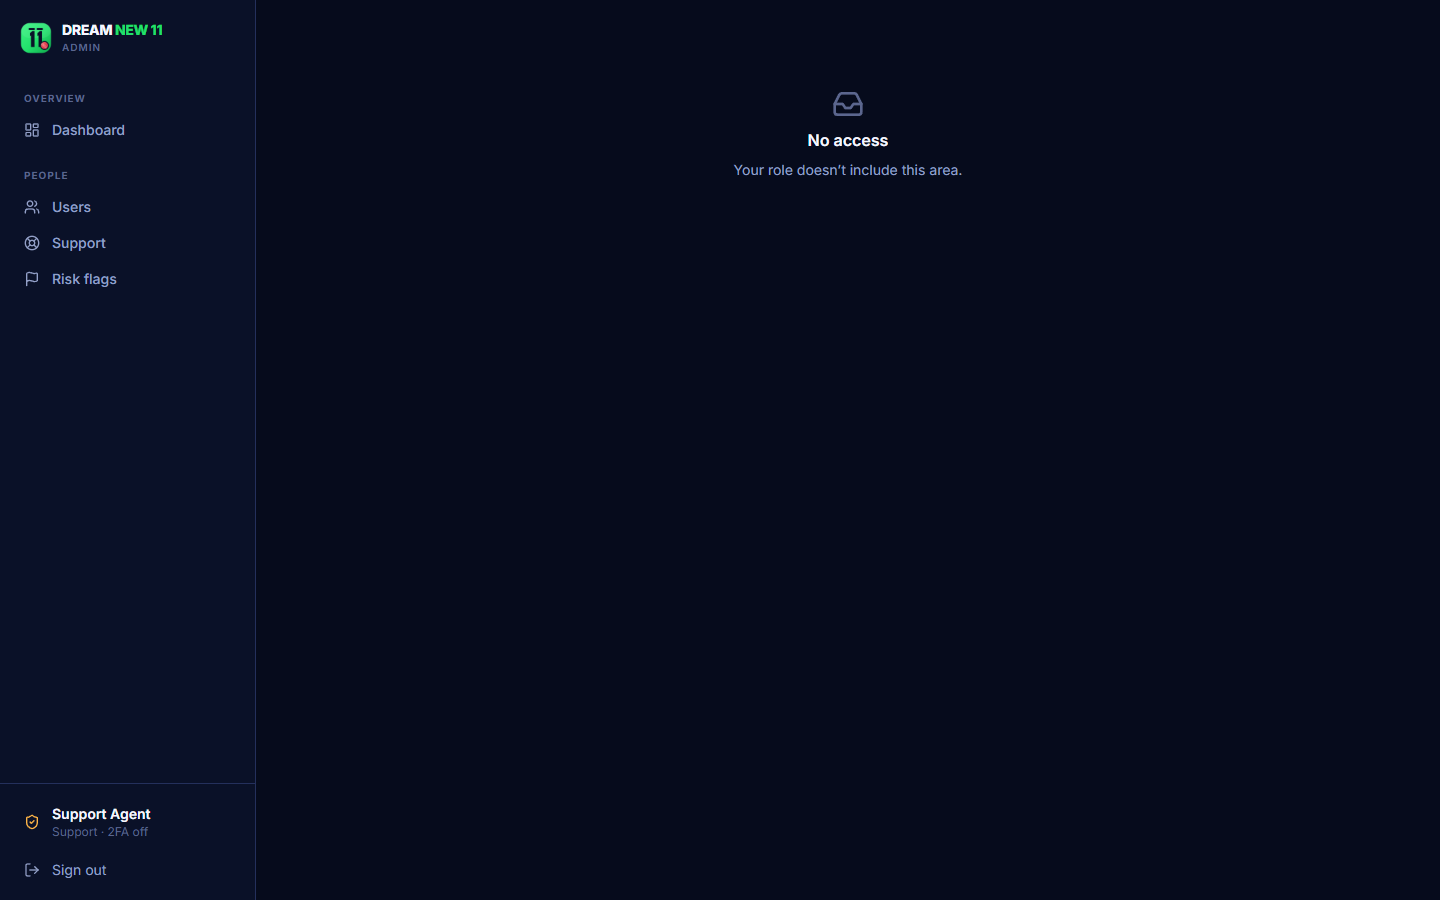 DREAM NEW 11
ADMIN
OVERVIEW
Dashboard
PEOPLE
Users
Support
Risk flags
No access
Your role doesn’t include this area.
Support Agent
Support · 2FA off
Sign out